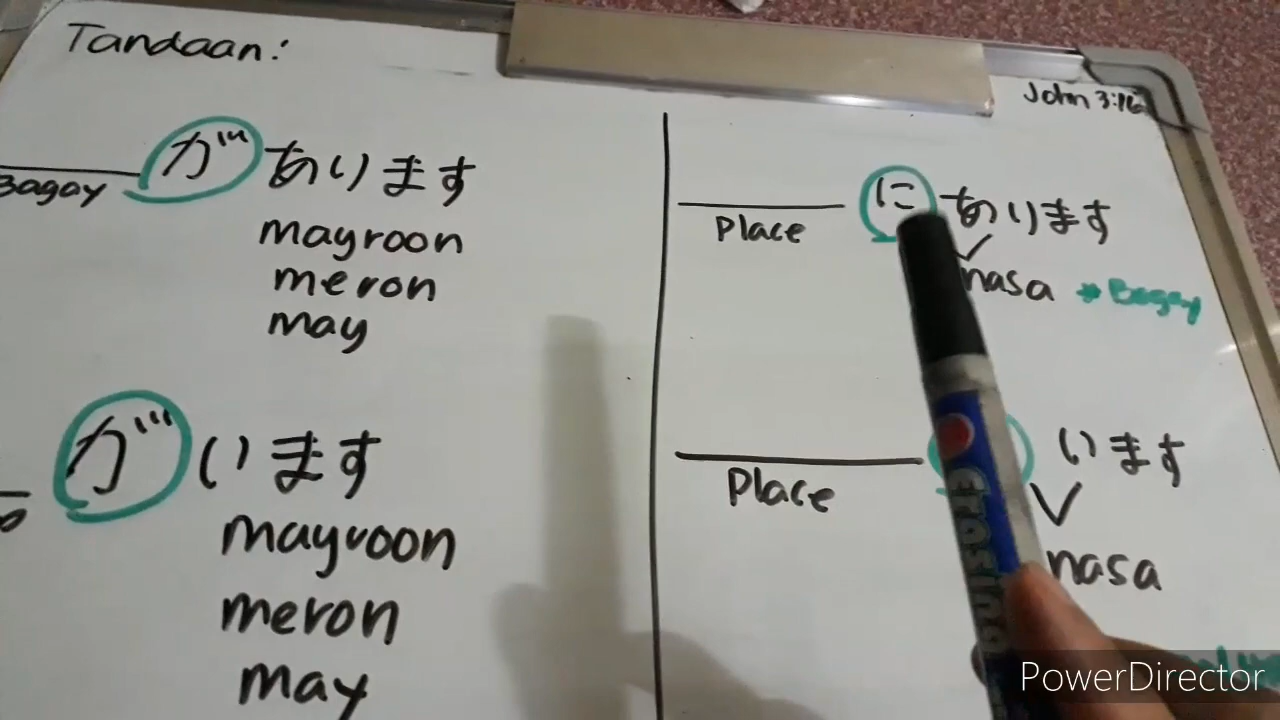 Tandaan:
John 3:16
Bagay が あります
mayroon
meron
may
Place に あります
nasa *Bagay
が います
mayroon
meron
may
Place います
nasa
PowerDirector